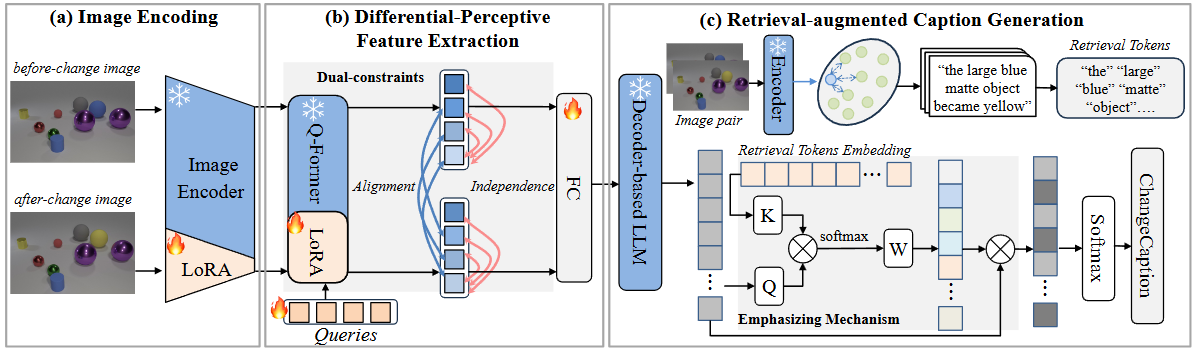 (a) Image Encoding
before-change image
Image
Encoder
after-change image
LoRA
(b) Differential-Perceptive
Feature Extraction
Dual-constraints
Q-Former
LoRA
Alignment
Independence
FC
Queries
(c) Retrieval-augmented Caption Generation
Decoder-based LLM
Image pair
Encoder
“the large blue
matte object
became yellow”
Retrieval Tokens
“the” “large”
“blue” “matte”
“object”….
Retrieval Tokens Embedding
K
Q
softmax
W
Emphasizing Mechanism
Softmax
ChangeCaption